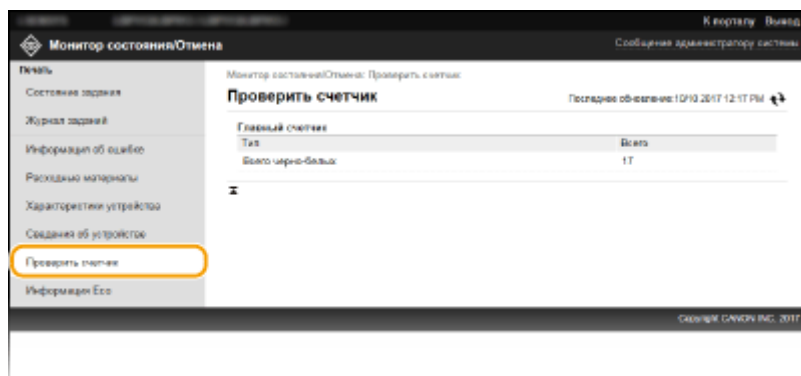 К порталу Выход
Монитор состояния/Отмена
Сообщение администратору системы
Печать
Состояние задания
Журнал заданий
Информация об ошибке
Расходные материалы
Характеристики устройства
Сведения об устройстве
Проверить счетчик
Информация Eco
Монитор состояния/Отмена: Проверить счетчик
Проверить счетчик
Последнее обновление: 10/10 2017 12:17 PM
Главный счетчик
Тип Всего
Всего черно-белых: 17
Copyright CANON INC. 2017